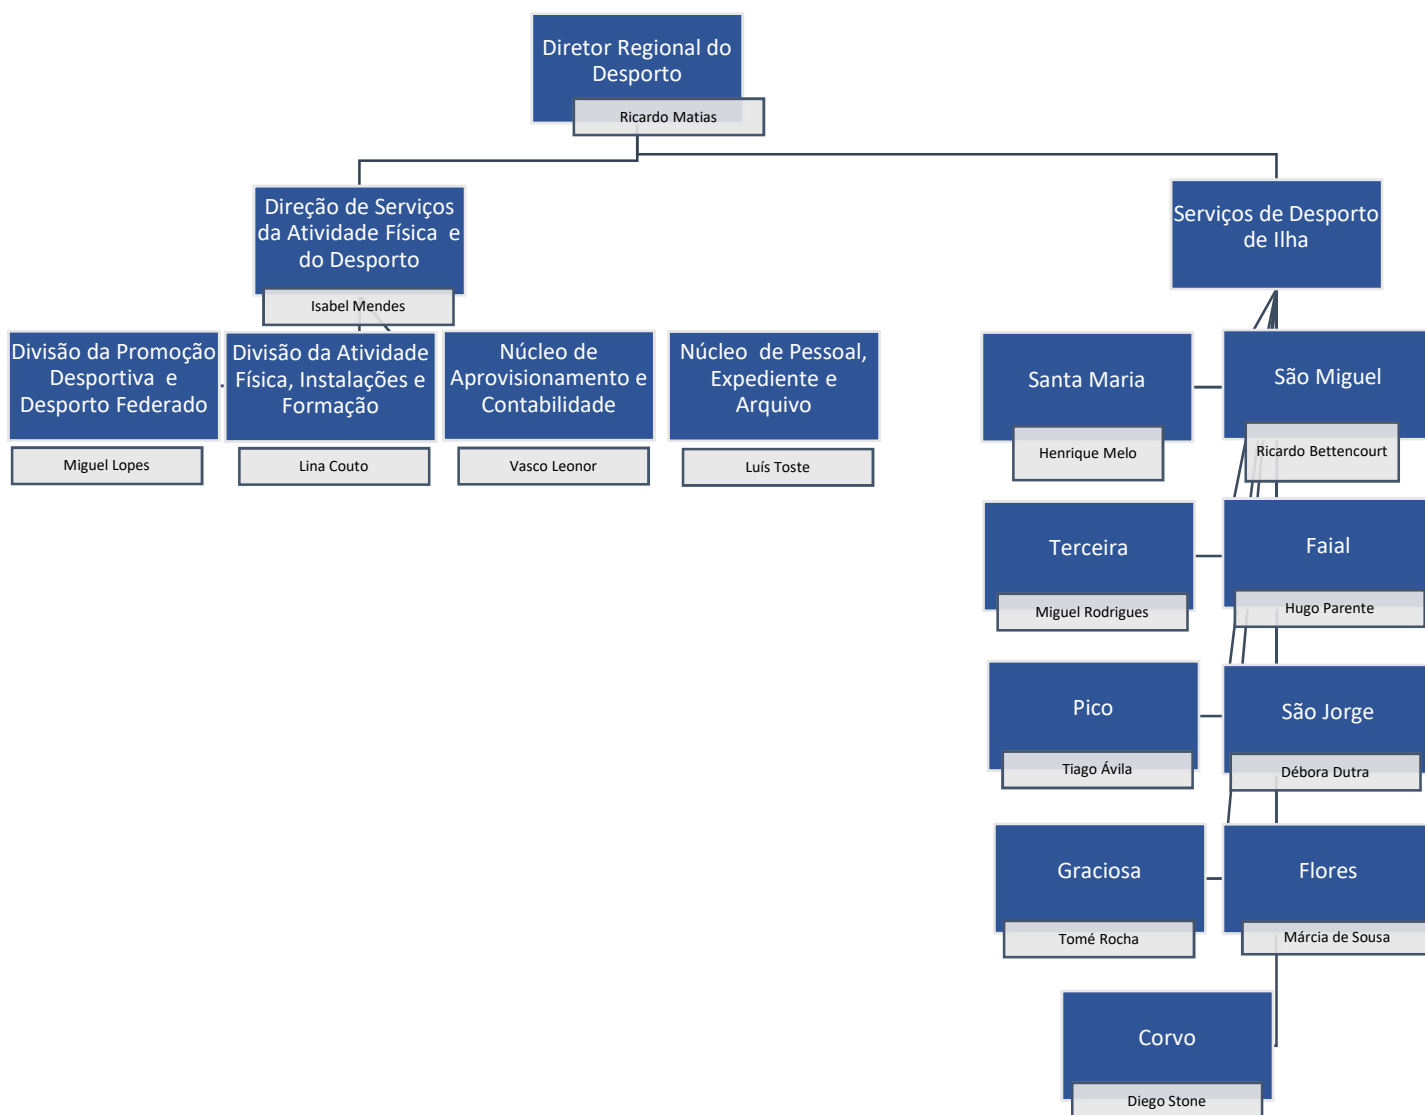 Diretor Regional do
Desporto
Ricardo Matias
Direção de Serviços
da Atividade Física e
do Desporto
Isabel Mendes
Serviços de Desporto
de Ilha
Divisão da Promoção
Desportiva e
Desporto Federado
Miguel Lopes
Divisão da Atividade
Física, Instalações e
Formação
Lina Couto
Núcleo de
Aprovisionamento e
Contabilidade
Vasco Leonor
Núcleo de Pessoal,
Expediente e
Arquivo
Luís Toste
Santa Maria
Henrique Melo
São Miguel
Ricardo Bettencourt
Terceira
Miguel Rodrigues
Faial
Hugo Parente
Pico
Tiago Ávila
São Jorge
Débora Dutra
Graciosa
Tomé Rocha
Flores
Márcia de Sousa
Corvo
Diego Stone